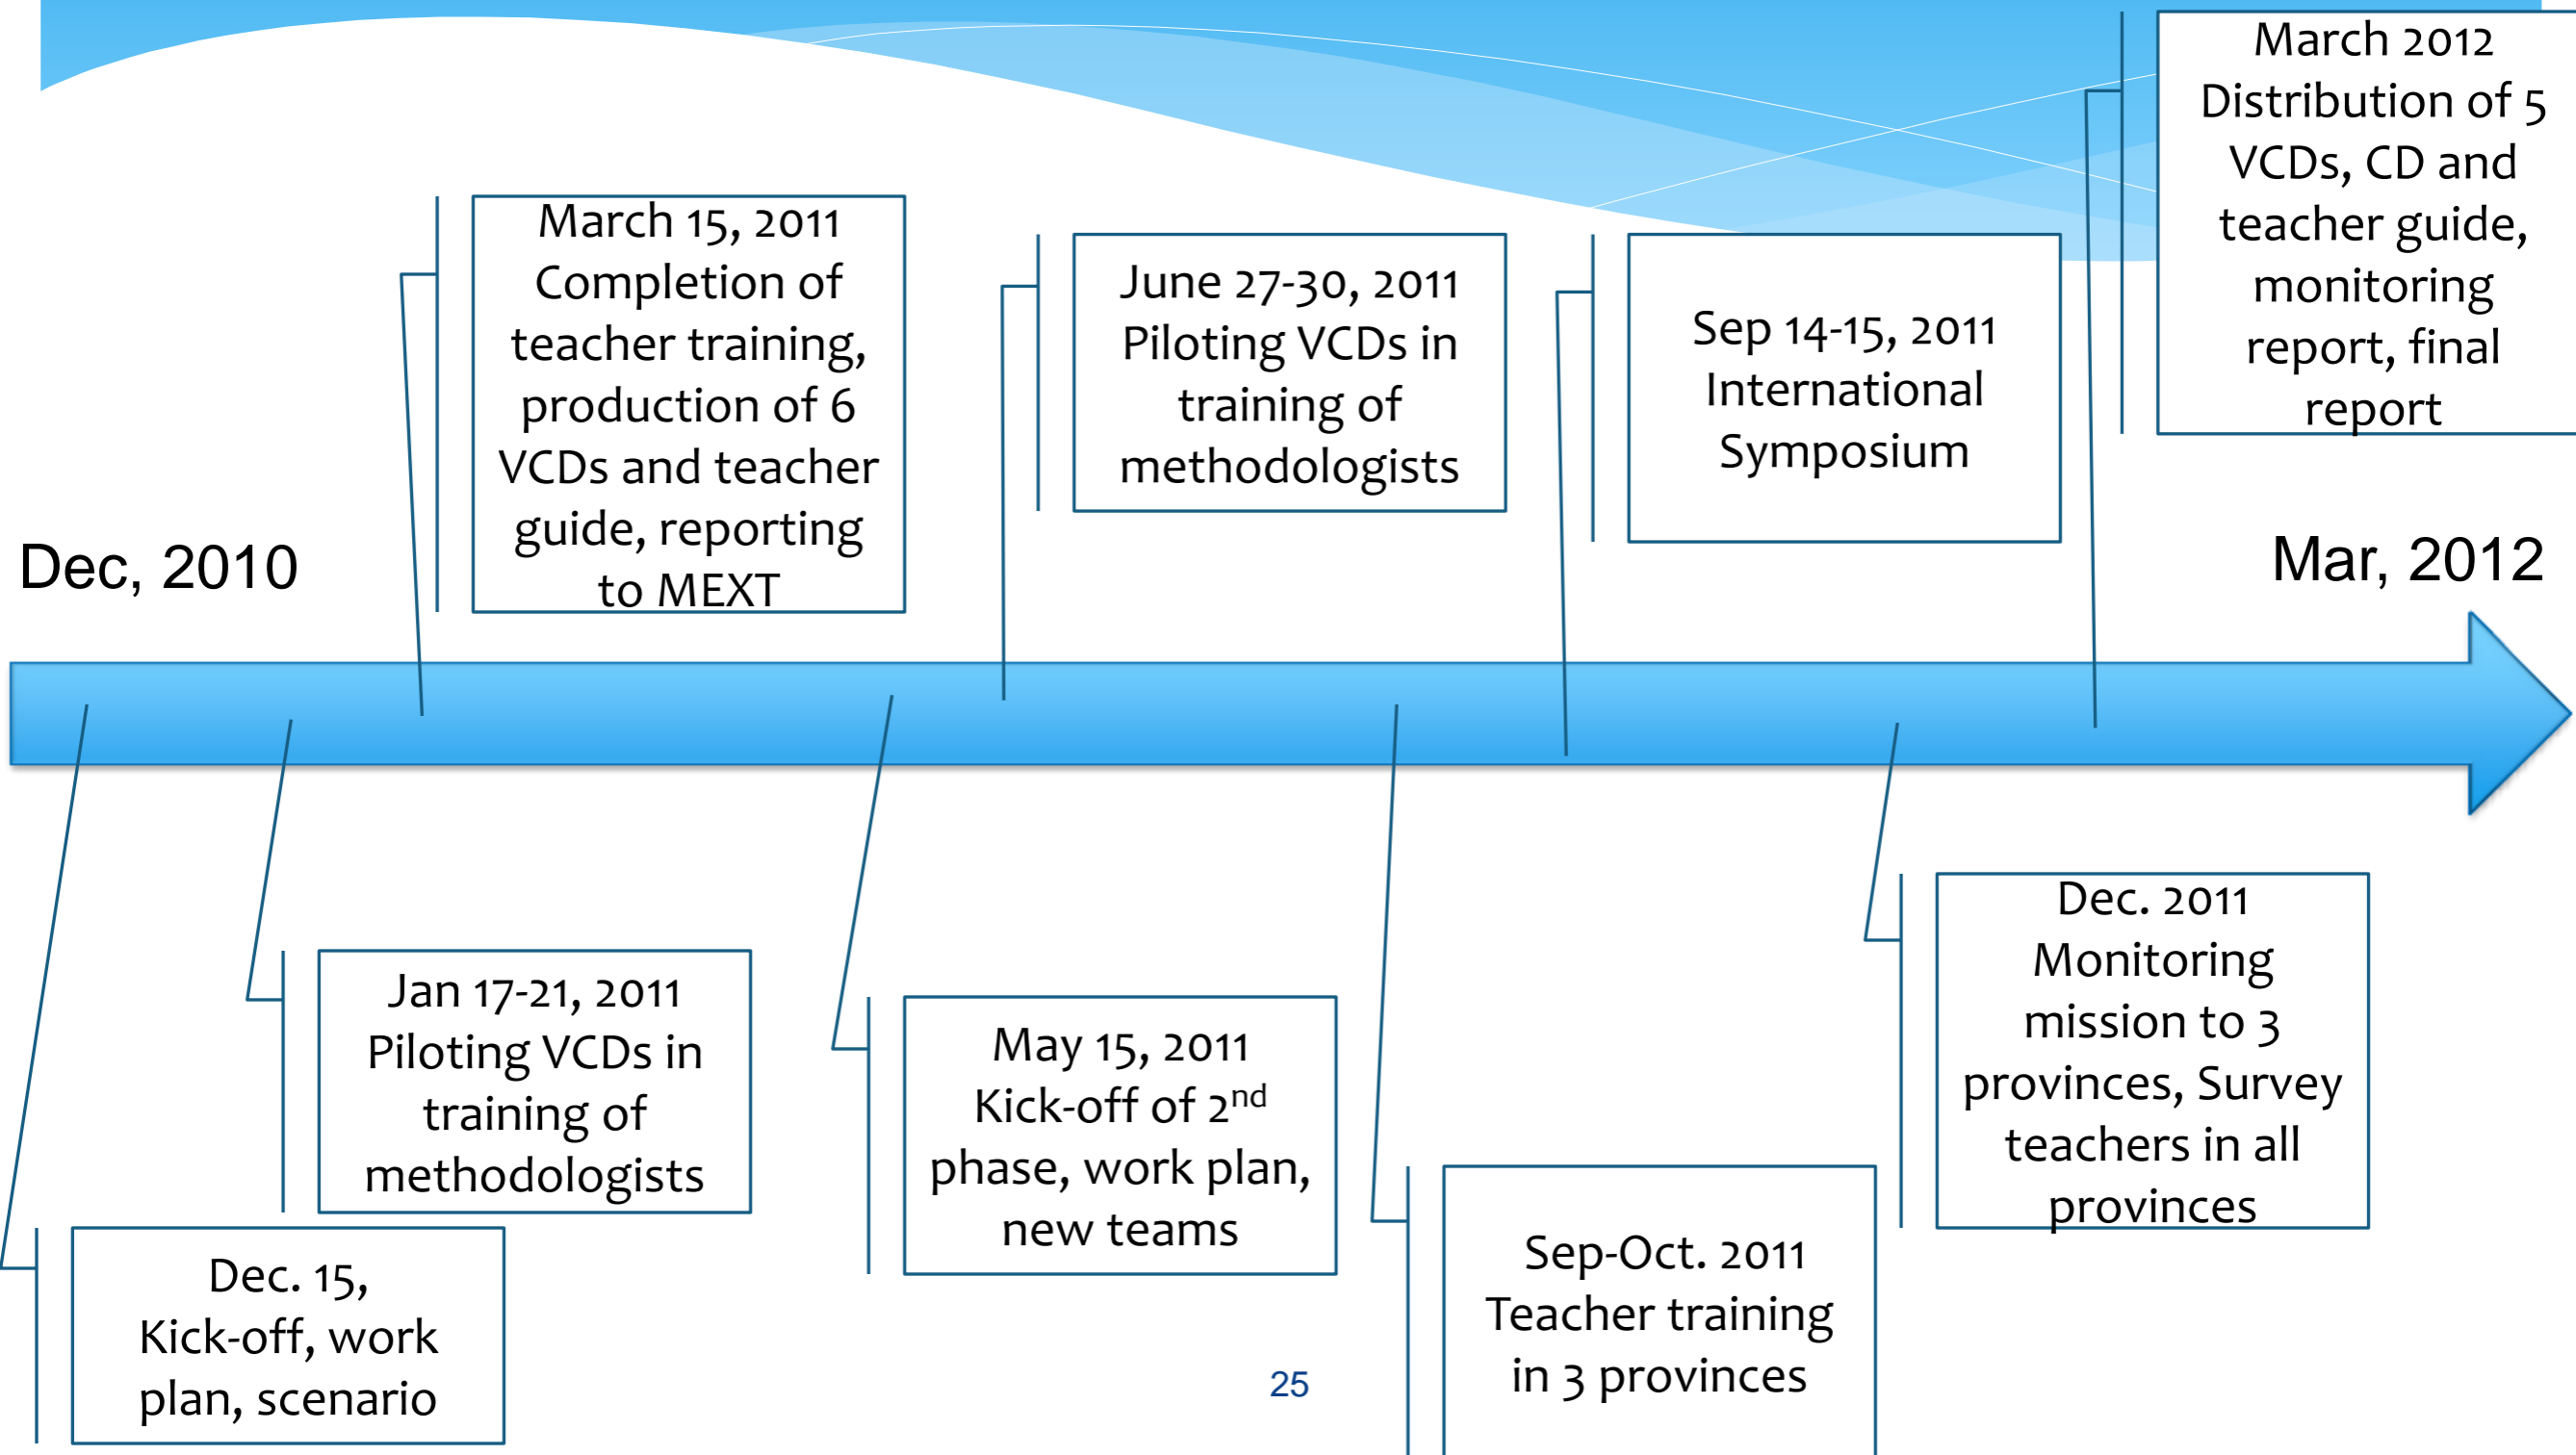 March 2012
Distribution of 5
VCDs, CD and
teacher guide,
monitoring
report, final
report
March 15, 2011
Completion of
teacher training,
production of 6
VCDs and teacher
guide, reporting
to MEXT
June 27-30, 2011
Piloting VCDs in
training of
methodologists
Sep 14-15, 2011
International
Symposium
Dec, 2010
Mar, 2012
Jan 17-21, 2011
Piloting VCDs in
training of
methodologists
May 15, 2011
Kick-off of 2nd
phase, work plan,
new teams
Dec. 2011
Monitoring
mission to 3
provinces, Survey
teachers in all
provinces
Dec. 15,
Kick-off, work
plan, scenario
Sep-Oct. 2011
Teacher training
in 3 provinces
25